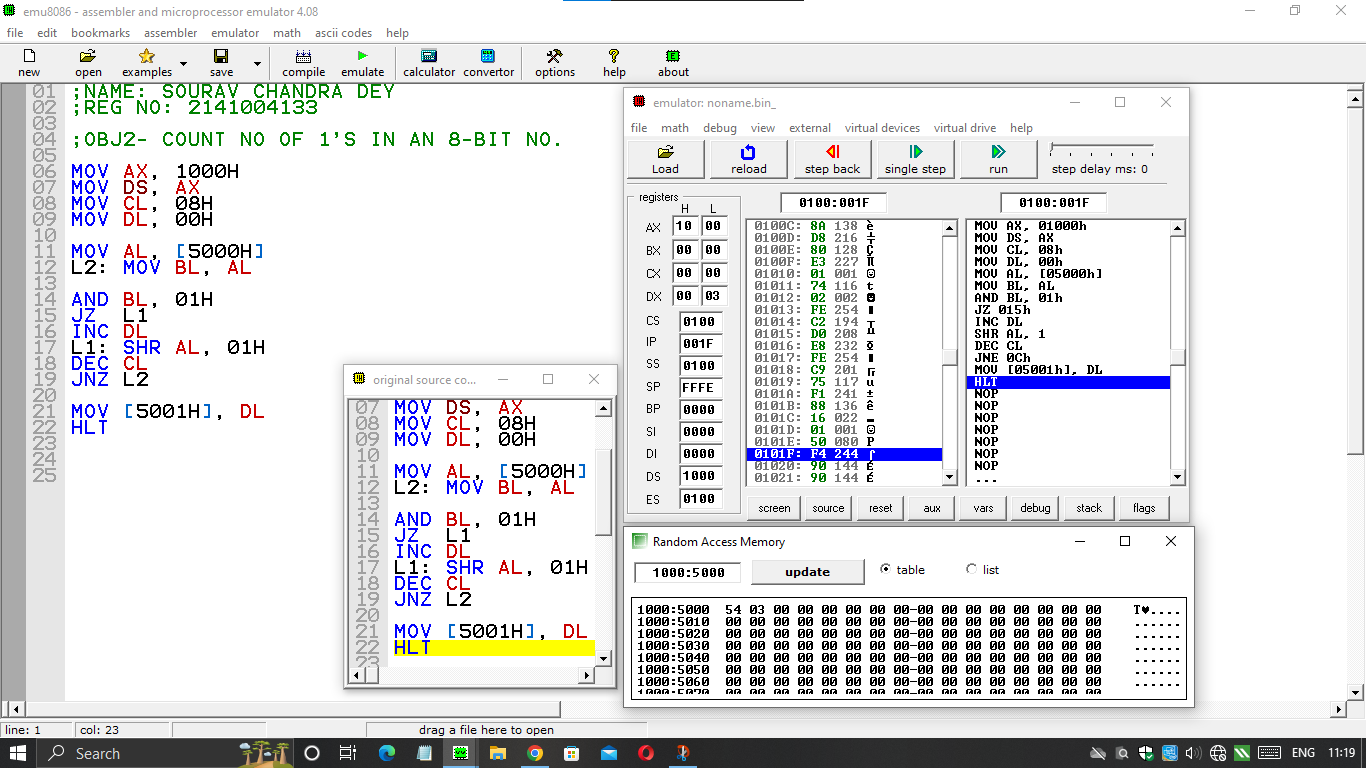 emu8086 - assembler and microprocessor emulator 4.08
file edit bookmarks assembler emulator math ascii codes help
new open examples save compile emulate calculator convertor options help about
01 ;NAME: SOURAV CHANDRA DEY
02 ;REG NO: 2141004133
03
04 ;OBJ2- COUNT NO OF 1'S IN AN 8-BIT NO.
05
06 MOV AX, 1000H
07 MOV DS, AX
08 MOV CL, 08H
09 MOV DL, 00H
10
11 MOV AL, [5000H]
12 L2: MOV BL, AL
13
14 AND BL, 01H
15 JZ L1
16 INC DL
17 L1: SHR AL, 01H
18 DEC CL
19 JNZ L2
20
21 MOV [5001H], DL
22 HLT
23
24
25
original source co...
07 MOV DS, AX
08 MOV CL, 08H
09 MOV DL, 00H
10
11 MOV AL, [5000H]
12 L2: MOV BL, AL
13
14 AND BL, 01H
15 JZ L1
16 INC DL
17 L1: SHR AL, 01H
18 DEC CL
19 JNZ L2
20
21 MOV [5001H], DL
22 HLT
23
emulator: noname.bin_
file math debug view external virtual devices virtual drive help
Load reload step back single step run step delay ms: 0
registers
H L
AX 10 00
BX 00 00
CX 00 00
DX 00 03
CS 0100
IP 001F
SS 0100
SP FFFE
BP 0000
SI 0000
DI 0000
DS 1000
ES 0100
0100:001F
0100C: 8A 138 è
0100D: D8 216 ╪
0100E: 80 128 Ç
0100F: E3 227 π
01010: 01 001 ☺
01011: 74 116 t
01012: 02 002 ☻
01013: FE 254 ■
01014: C2 194 ┬
01015: D0 208 ╨
01016: E8 232 Φ
01017: FE 254 ■
01018: C9 201 ╔
01019: 75 117 u
0101A: F1 241 ±
0101B: 88 136 ê
0101C: 16 022 ▬
0101D: 01 001 ☺
0101E: 50 080 P
0101F: F4 244 ⌠
01020: 90 144 É
01021: 90 144 É
0100:001F
MOV AX, 01000h
MOV DS, AX
MOV CL, 08h
MOV DL, 00h
MOV AL, [05000h]
MOV BL, AL
AND BL, 01h
JZ 015h
INC DL
SHR AL, 1
DEC CL
JNE 0Ch
MOV [05001h], DL
HLT
NOP
NOP
NOP
NOP
NOP
NOP
NOP
...
screen source reset aux vars debug stack flags
Random Access Memory
1000:5000 update table list
1000:5000 54 03 00 00 00 00 00 00-00 00 00 00 00 00 00 00 T♥....
1000:5010 00 00 00 00 00 00 00 00-00 00 00 00 00 00 00 00 ......
1000:5020 00 00 00 00 00 00 00 00-00 00 00 00 00 00 00 00 ......
1000:5030 00 00 00 00 00 00 00 00-00 00 00 00 00 00 00 00 ......
1000:5040 00 00 00 00 00 00 00 00-00 00 00 00 00 00 00 00 ......
1000:5050 00 00 00 00 00 00 00 00-00 00 00 00 00 00 00 00 ......
1000:5060 00 00 00 00 00 00 00 00-00 00 00 00 00 00 00 00 ......
1000:5070 00 00 00 00 00 00 00 00-00 00 00 00 00 00 00 00
line: 1 col: 23 drag a file here to open
Search ENG 11:19